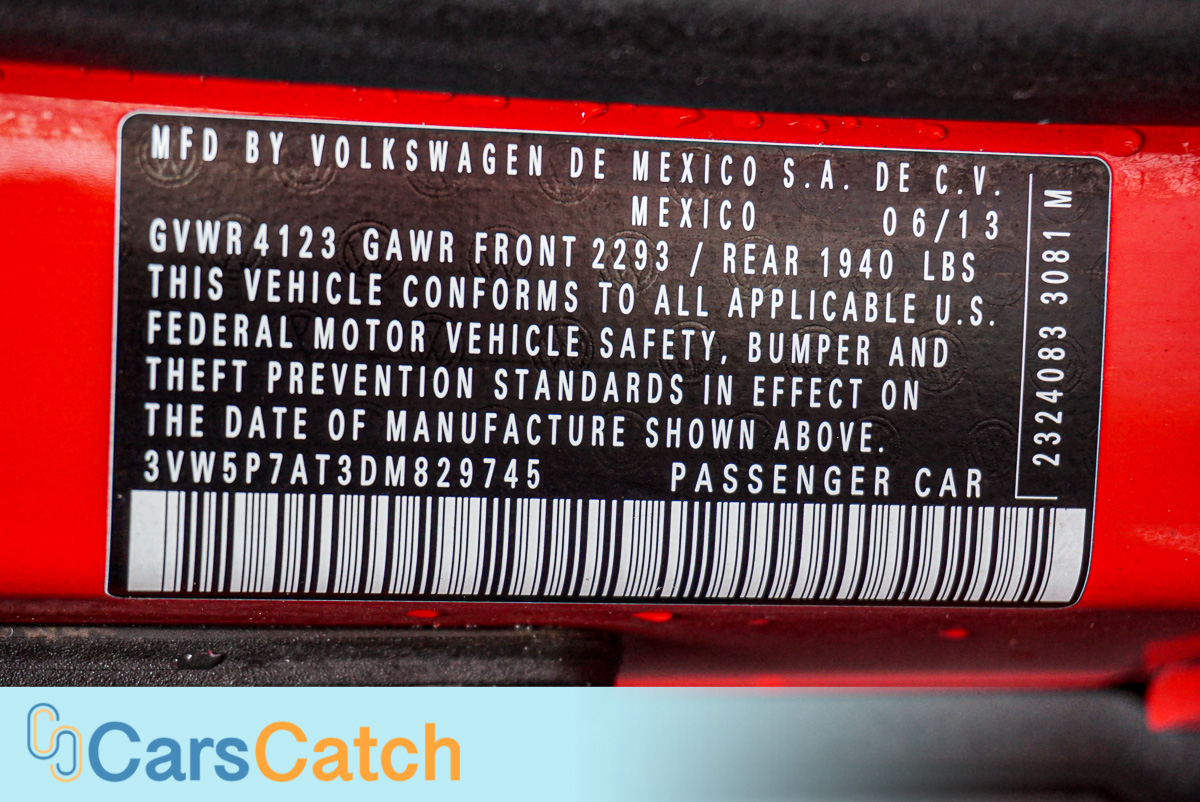 MFD BY VOLKSWAGEN DE MEXICO S.A. DE C.V.
MEXICO 06/13
GVWR4123 GAWR FRONT 2293 / REAR 1940 LBS
THIS VEHICLE CONFORMS TO ALL APPLICABLE U.S.
FEDERAL MOTOR VEHICLE SAFETY, BUMPER AND
THEFT PREVENTION STANDARDS IN EFFECT ON
THE DATE OF MANUFACTURE SHOWN ABOVE.
3VW5P7AT3DM829745 PASSENGER CAR
2324083 3081 M
CarsCatch